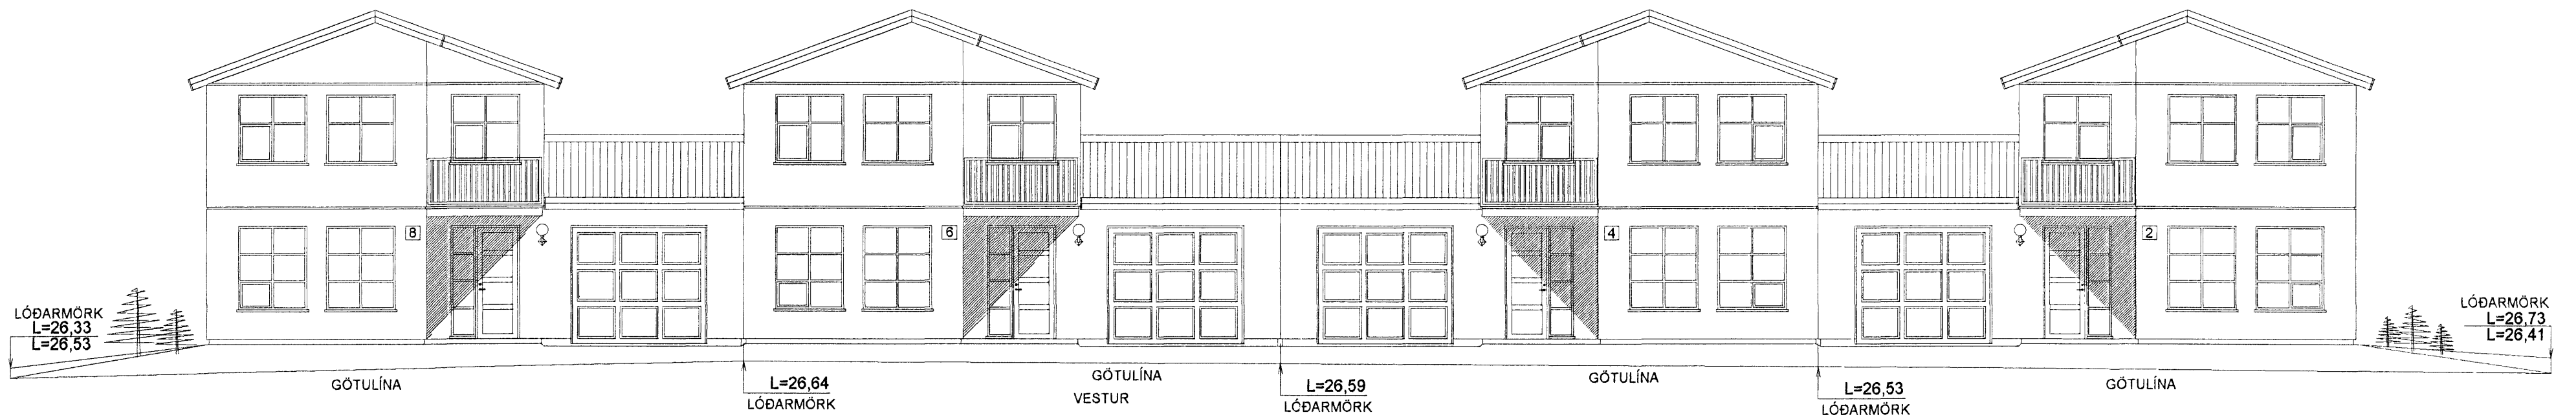 8
6
4
2
LÓÐARMÖRK
L=26,33
L=26,53
LÓÐARMÖRK
L=26,73
L=26,41
GÖTULÍNA
L=26,64
LÓÐARMÖRK
GÖTULÍNA
VESTUR
L=26,59
LÓÐARMÖRK
GÖTULÍNA
L=26,53
LÓÐARMÖRK
GÖTULÍNA